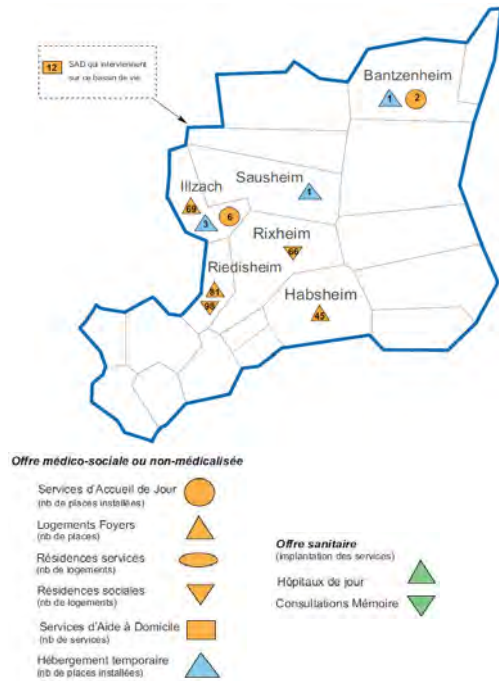 12 SAD qui interviennent
sur ce bassin de vie
Bantzenheim
1 2
Sausheim
1
Illzach
69
3 6
Rixheim
66
Riedisheim
81
Habsheim
45
Offre médico-sociale ou non-médicalisée
Services d'Accueil de Jour
(nb de places installées)
Logements Foyers
(nb de places)
Résidences services
(nb de logements)
Résidences sociales
(nb de logements)
Services d'Aide à Domicile
(nb de services)
Hébergement temporaire
(nb de places installées)
Offre sanitaire
(implantation des services)
Hôpitaux de jour
Consultations Mémoire